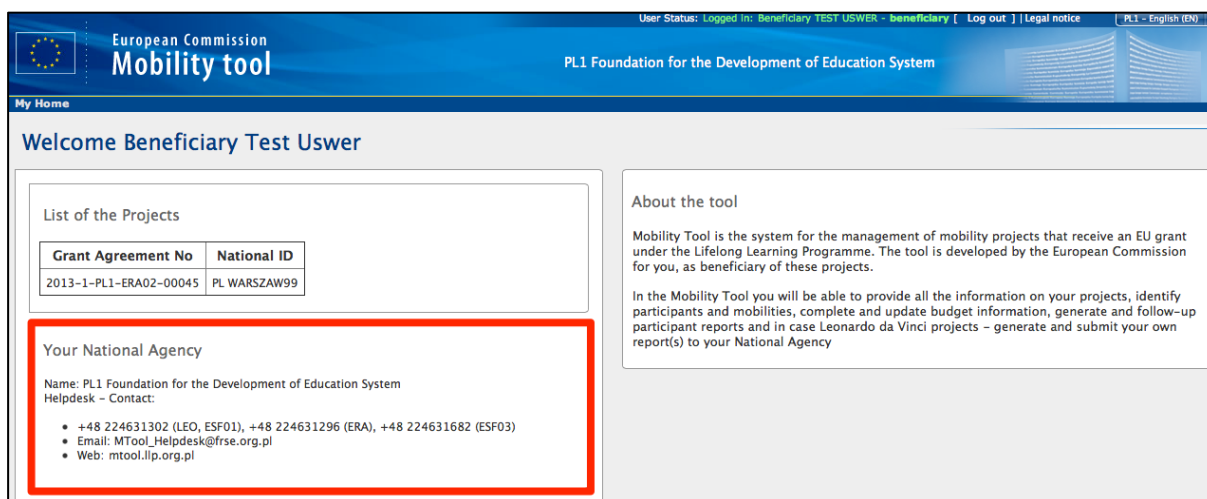 User Status: Logged In: Beneficiary TEST USWER - beneficiary [ Log out ] | Legal notice
PL1 - English (EN)
European Commission
Mobility tool
PL1 Foundation for the Development of Education System
My Home
Welcome Beneficiary Test Uswer
List of the Projects
Grant Agreement No National ID
2013-1-PL1-ERA02-00045 PL WARSZAW99
Your National Agency
Name: PL1 Foundation for the Development of Education System
Helpdesk - Contact:
• +48 224631302 (LEO, ESF01), +48 224631296 (ERA), +48 224631682 (ESF03)
• Email: MTool_Helpdesk@frse.org.pl
• Web: mtool.llp.org.pl
About the tool
Mobility Tool is the system for the management of mobility projects that receive an EU grant
under the Lifelong Learning Programme. The tool is developed by the European Commission
for you, as beneficiary of these projects.
In the Mobility Tool you will be able to provide all the information on your projects, identify
participants and mobilities, complete and update budget information, generate and follow-up
participant reports and in case Leonardo da Vinci projects - generate and submit your own
report(s) to your National Agency